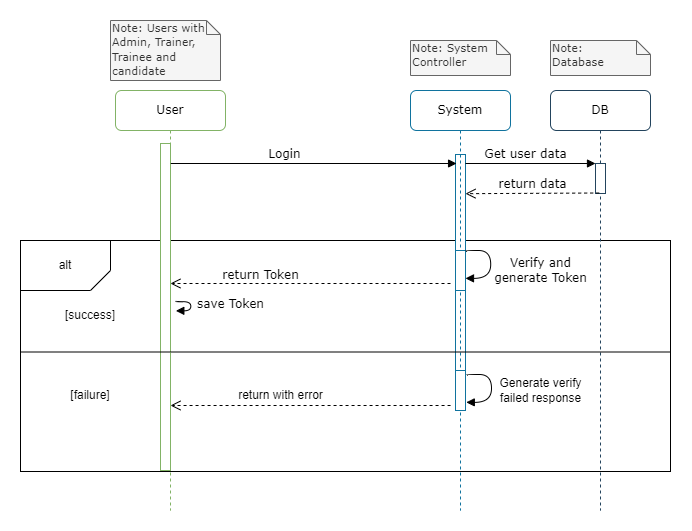 Note: Users with
Admin, Trainer,
Trainee and
candidate
Note: System
Controller
Note:
Database
User
System
DB
Login
Get user data
return data
alt
Verify and
generate Token
return Token
save Token
[success]
[failure]
Generate verify
failed response
return with error